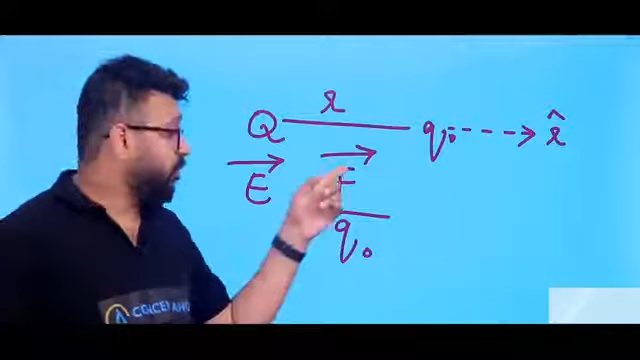 Q r q₀ r̂
E⃗ F⃗
q₀